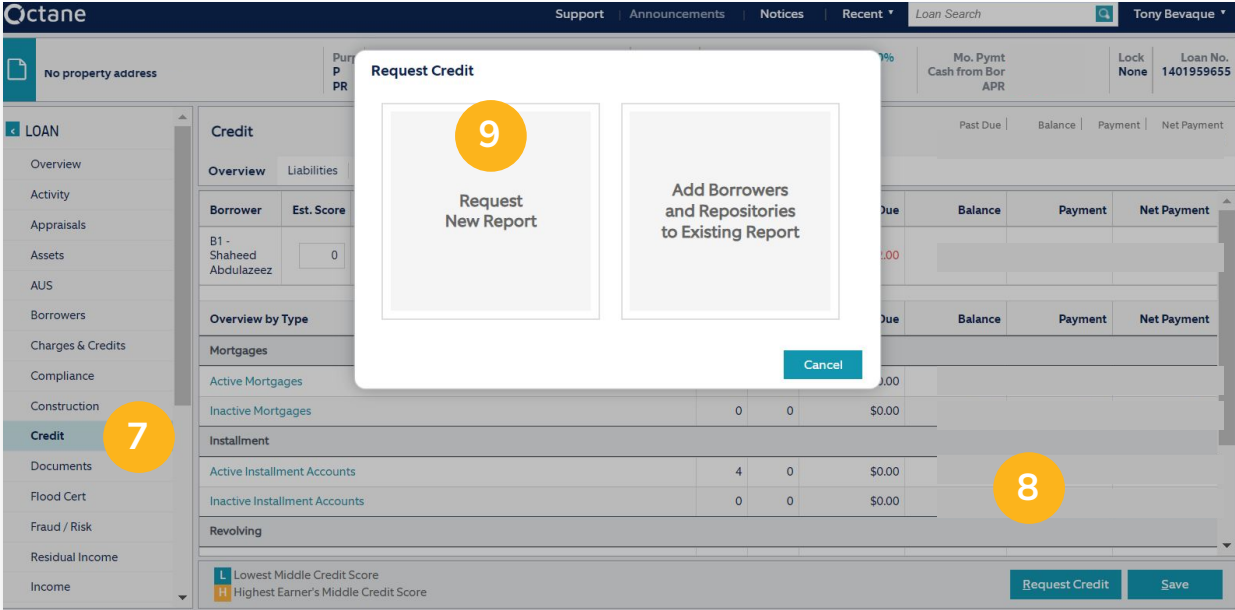 Octane
Support | Announcements | Notices | Recent
Loan Search
Tony Bevaque
No property address
P
PR
Mo. Pymt
Cash from Bor
APR
Lock
None
Loan No.
1401959655
LOAN
Overview
Activity
Appraisals
Assets
AUS
Borrowers
Charges & Credits
Compliance
Construction
Credit
7
Documents
Flood Cert
Fraud / Risk
Residual Income
Income
Credit
Past Due | Balance | Payment | Net Payment
Overview Liabilities
Borrower Est. Score Due Balance Payment Net Payment
B1 -
Shaheed
Abdulazeez
0
.00
Overview by Type Due Balance Payment Net Payment
Mortgages
Active Mortgages .00
Inactive Mortgages 0 0 $0.00
Installment
Active Installment Accounts 4 0 $0.00
Inactive Installment Accounts 0 0 $0.00
Revolving
8
L Lowest Middle Credit Score
H Highest Earner's Middle Credit Score
Request Credit
Save
Request Credit
9
Request
New Report
Add Borrowers
and Repositories
to Existing Report
Cancel